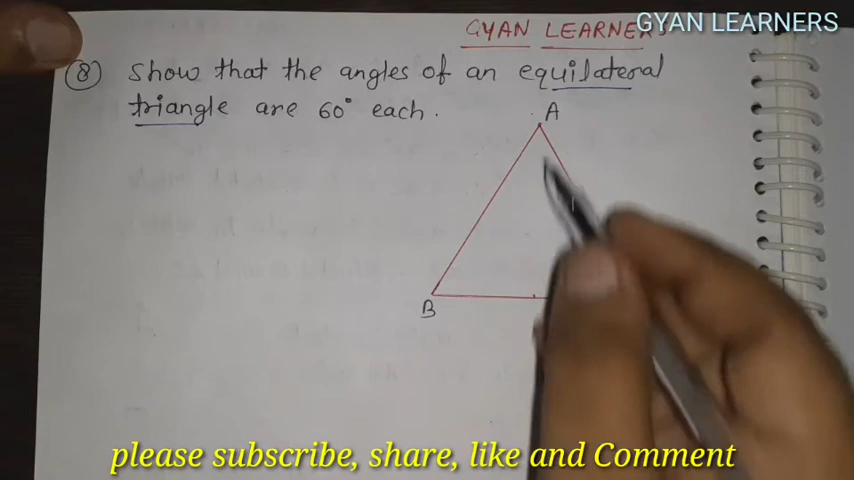 GYAN LEARNERS
GYAN LEARNERS
(8) Show that the angles of an equilateral
triangle are 60° each.
A
B
please subscribe, share, like and Comment